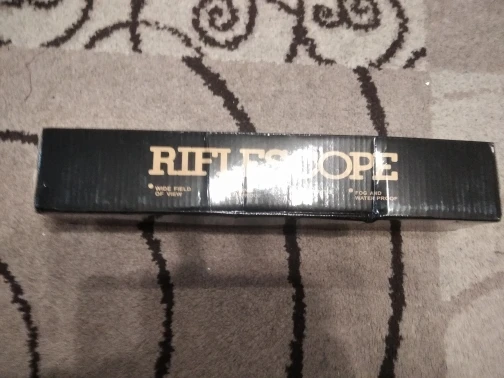 RIFLESCOPE
WIDE FIELD
OF VIEW
FOG AND
WATER PROOF